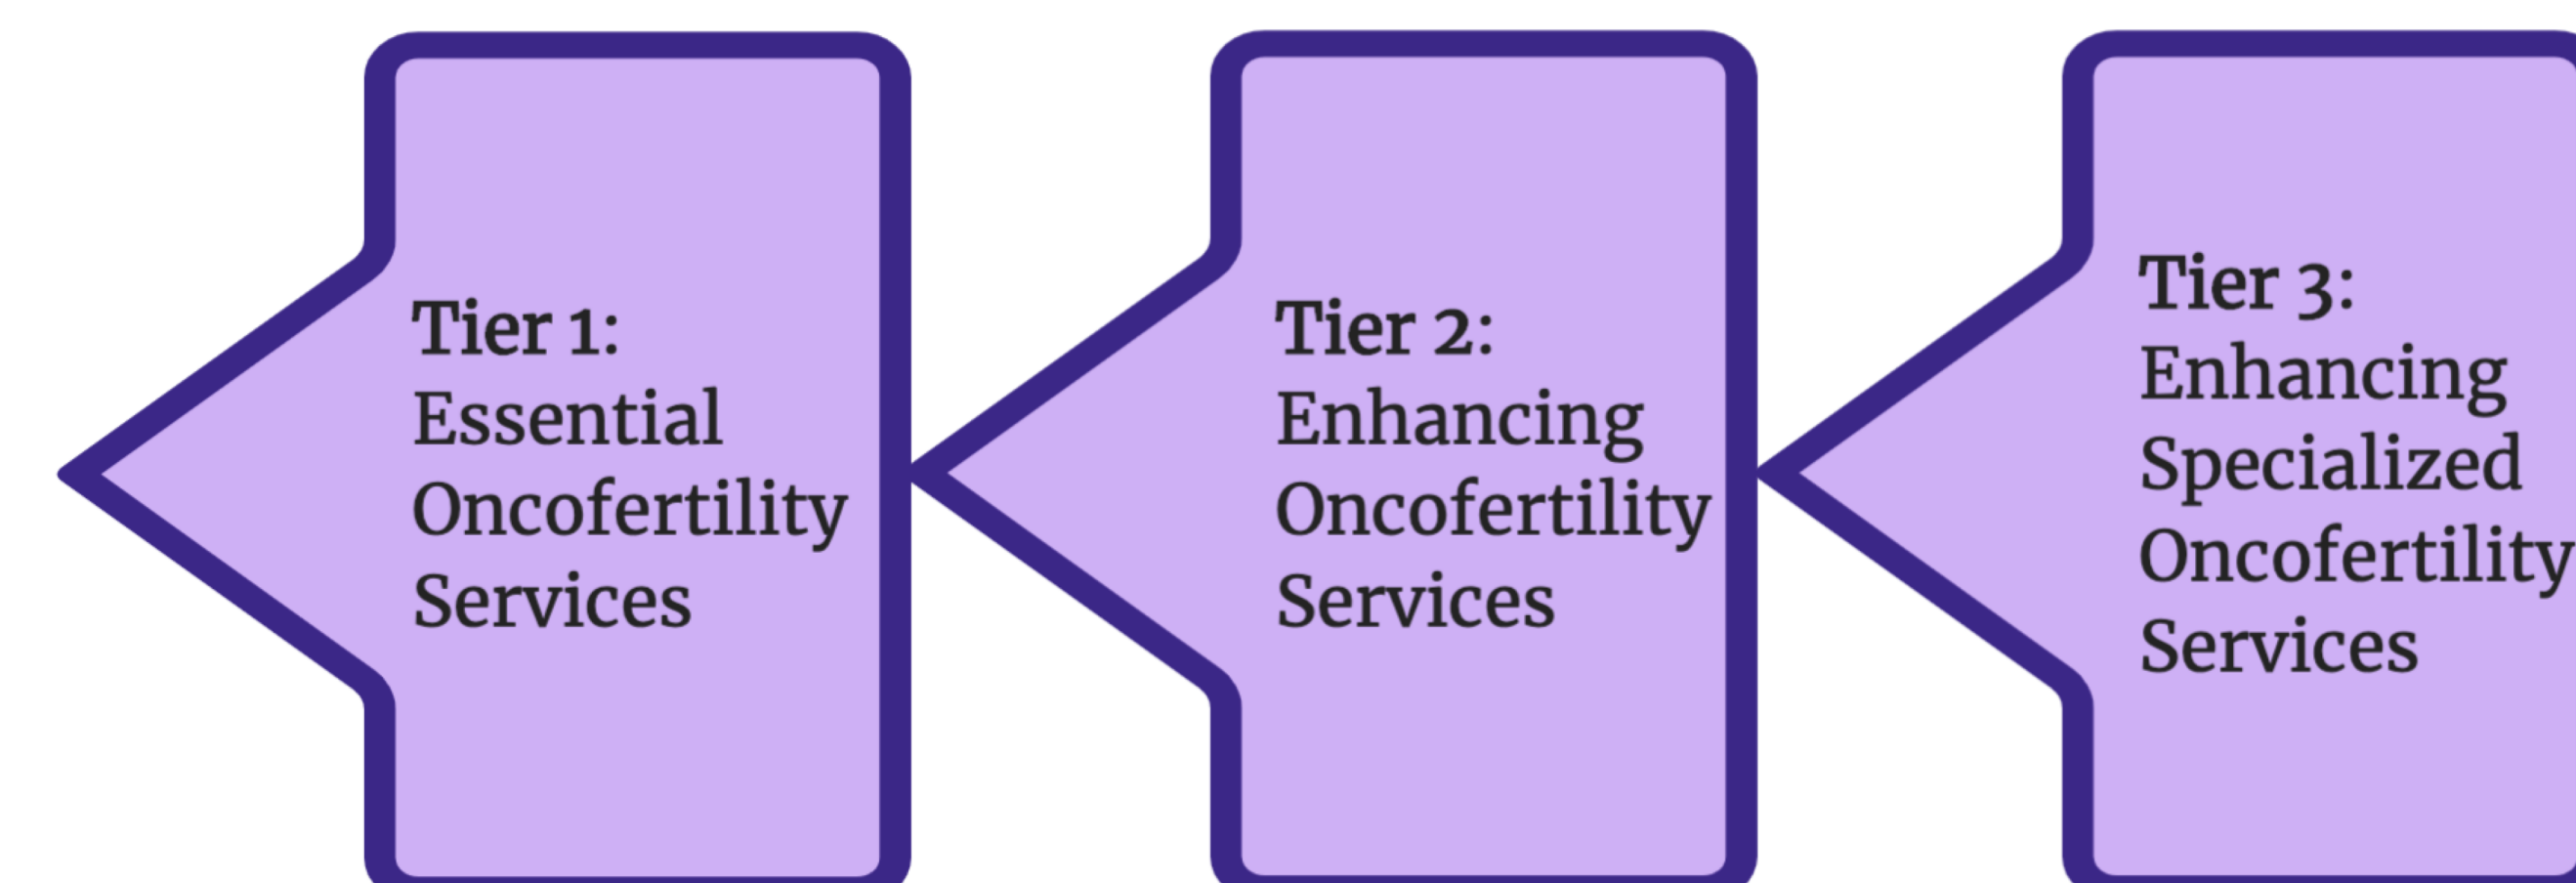 Tier 1:
Essential
Oncofertility
Services
Tier 2:
Enhancing
Oncofertility
Services
Tier 3:
Enhancing
Specialized
Oncofertility
Services